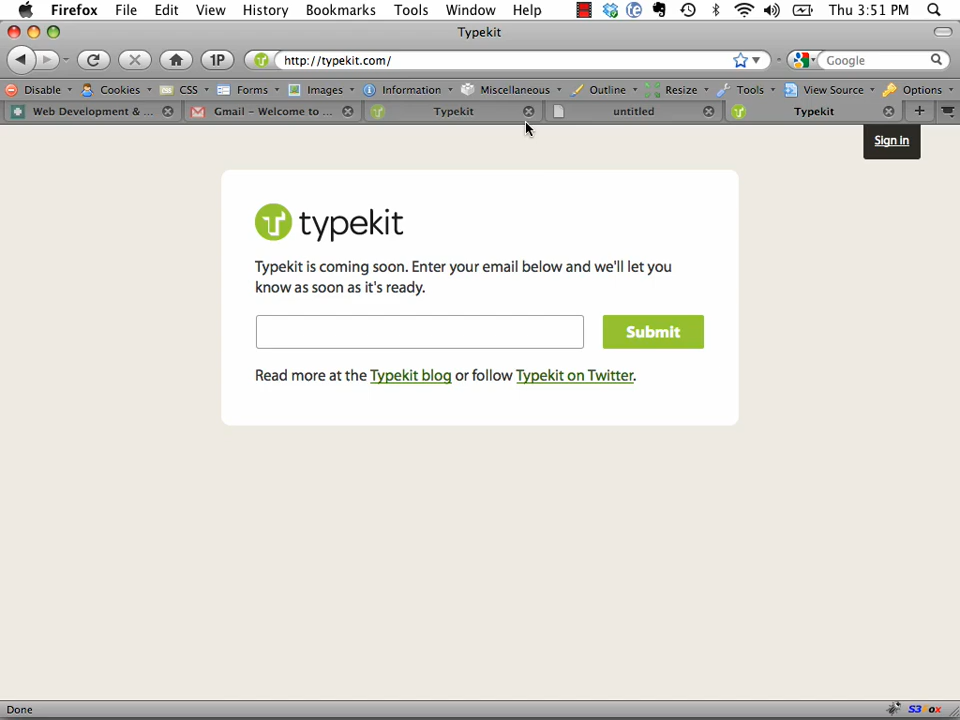 Firefox File Edit View History Bookmarks Tools Window Help Thu 3:51 PM
Typekit
1P http://typekit.com/ Google
Disable Cookies CSS Forms Images Information Miscellaneous Outline Resize Tools View Source Options
Web Development & ... Gmail – Welcome to ... Typekit untitled Typekit
Sign in
typekit
Typekit is coming soon. Enter your email below and we'll let you
know as soon as it's ready.
Submit
Read more at the Typekit blog or follow Typekit on Twitter.
Done S3Fox